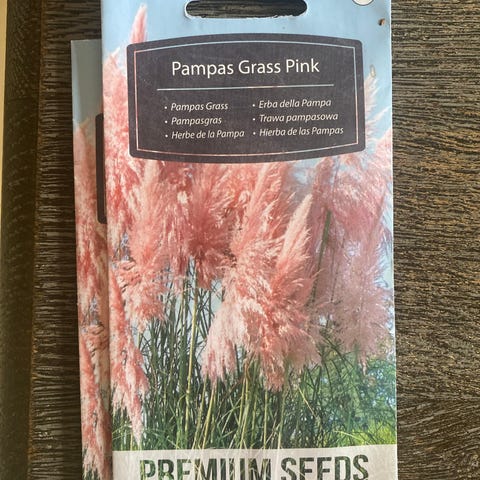 Pampas Grass Pink
• Pampas Grass • Erba della Pampa
• Pampasgras • Trawa pampasowa
• Herbe de la Pampa • Hierba de las Pampas
PREMIUM SEEDS